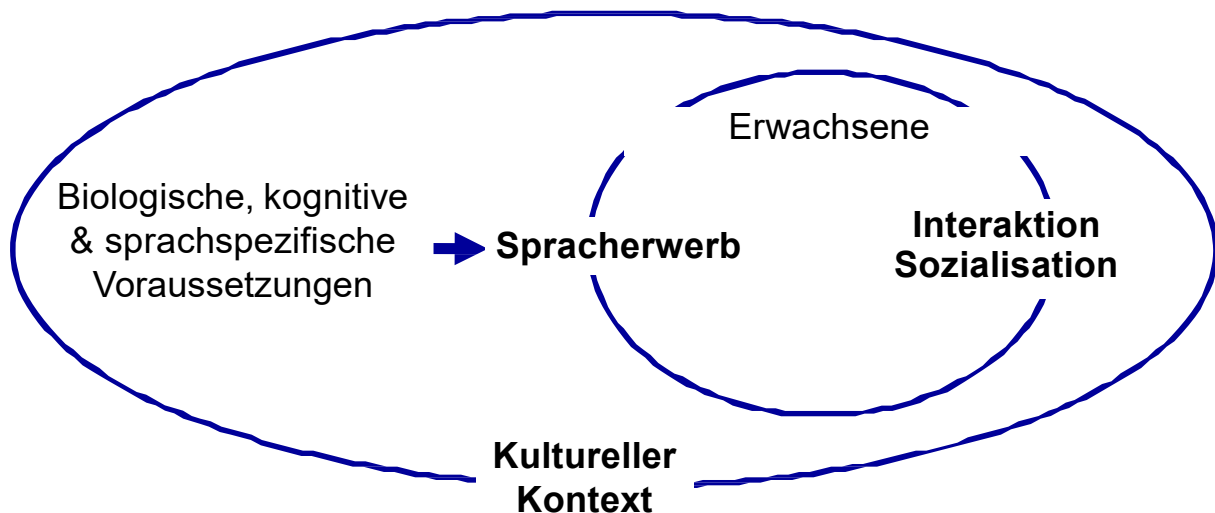 Erwachsene
Biologische, kognitive
& sprachspezifische
Voraussetzungen
Spracherwerb
Interaktion
Sozialisation
Kultureller
Kontext